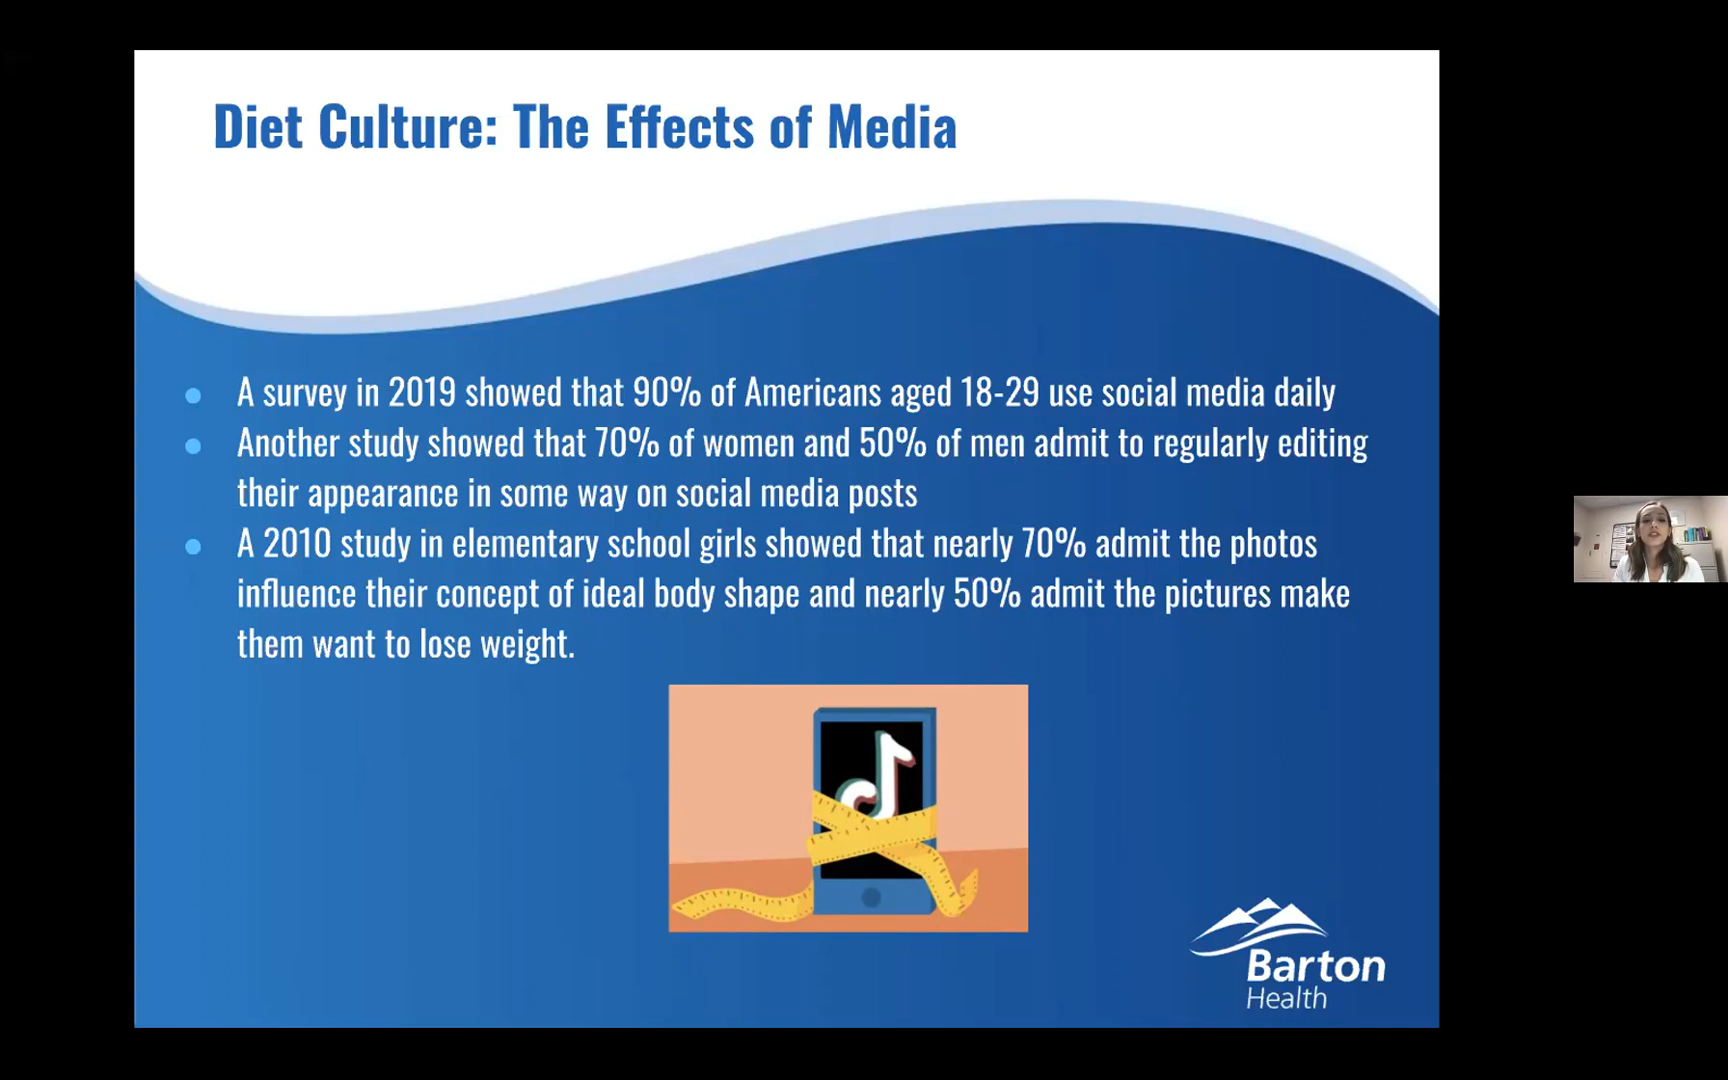 Diet Culture: The Effects of Media
A survey in 2019 showed that 90% of Americans aged 18-29 use social media daily
Another study showed that 70% of women and 50% of men admit to regularly editing
their appearance in some way on social media posts
A 2010 study in elementary school girls showed that nearly 70% admit the photos
influence their concept of ideal body shape and nearly 50% admit the pictures make
them want to lose weight.
Barton
Health